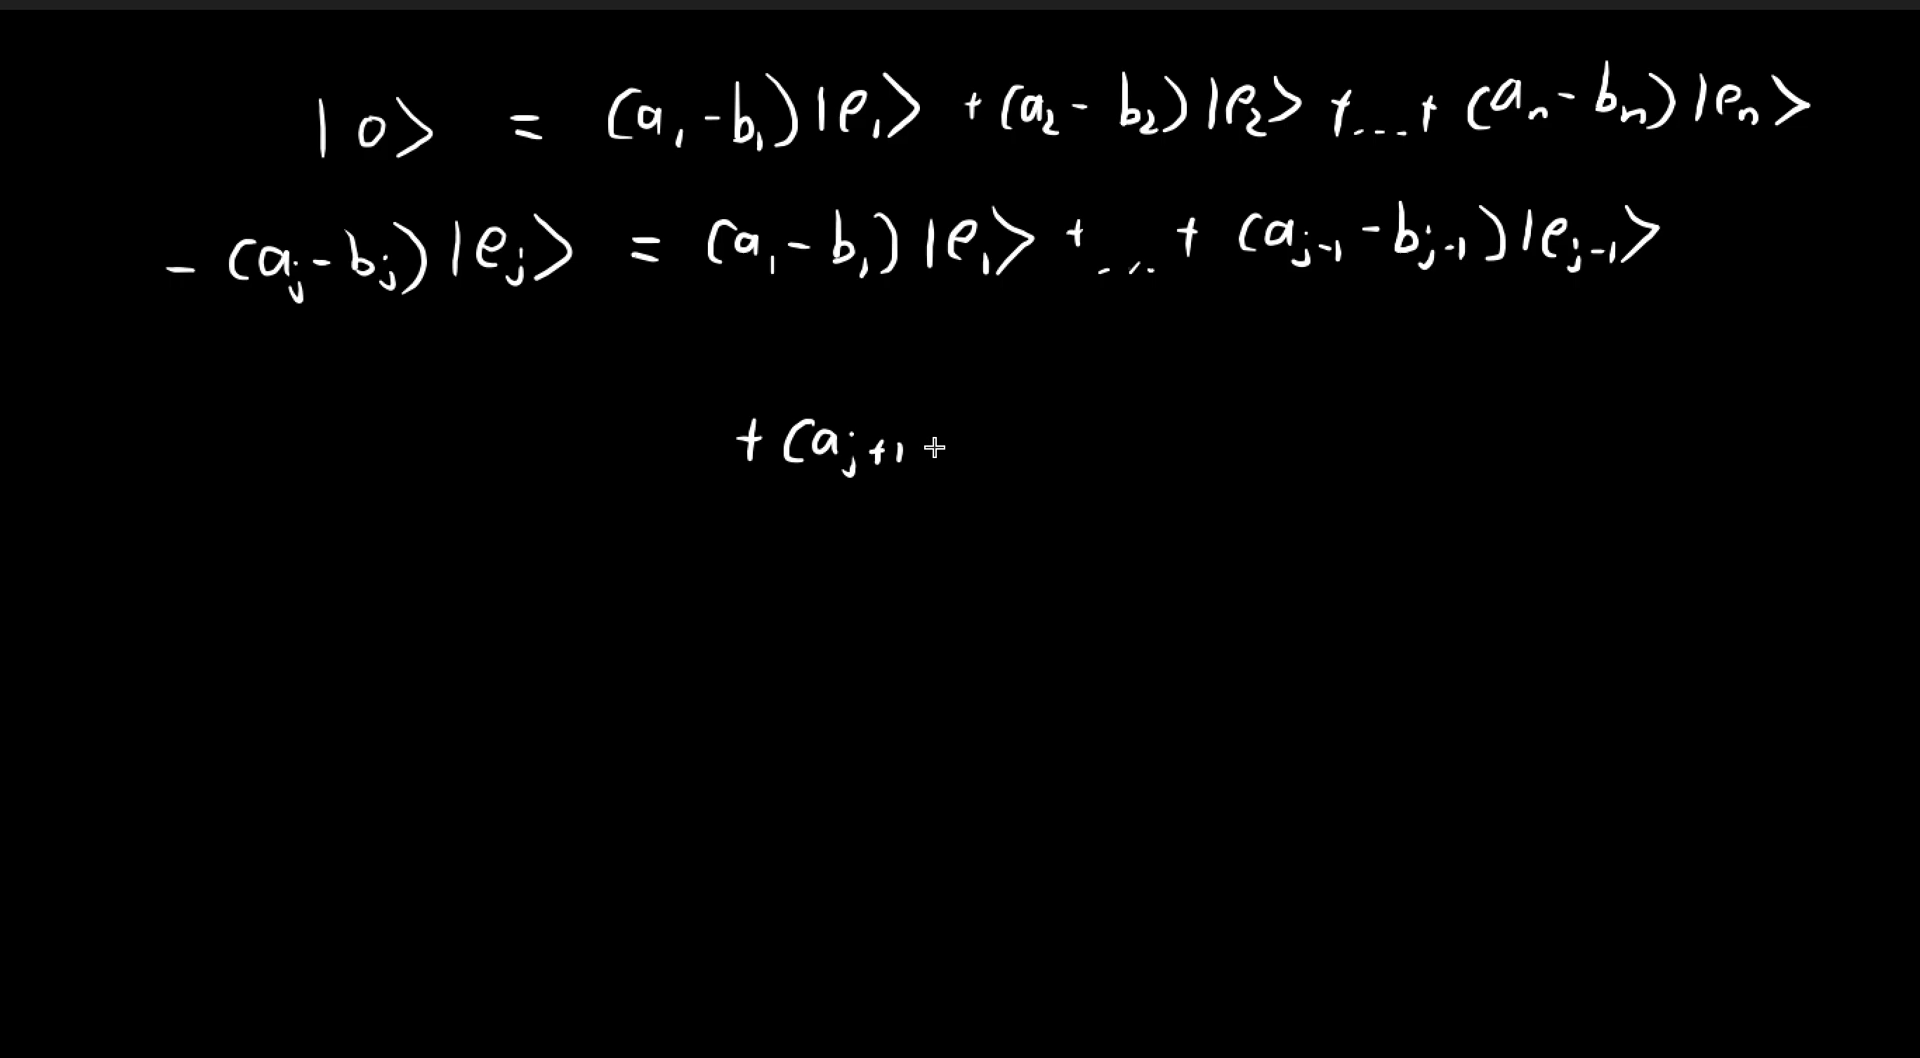 |0> = (a₁ - b₁)|e₁> + (a₂ - b₂)|e₂> + ... + (aₙ - bₙ)|eₙ>
- (aⱼ - bⱼ)|eⱼ> = (a₁ - b₁)|e₁> + ... + (aⱼ₋₁ - bⱼ₋₁)|eⱼ₋₁>
+ (aⱼ₊₁